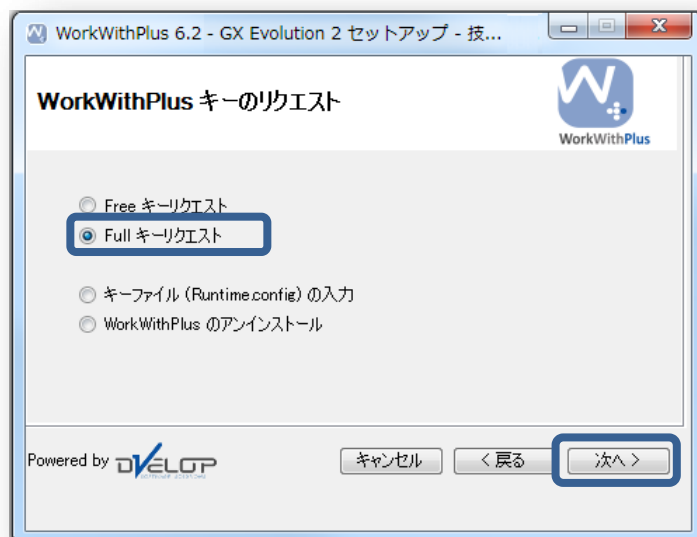 WorkWithPlus 6.2 - GX Evolution 2 セットアップ - 技...
WorkWithPlus キーのリクエスト
WorkWithPlus
Free キーリクエスト
Full キーリクエスト
キーファイル (Runtime.config) の入力
WorkWithPlus のアンインストール
Powered by DVELOP
キャンセル
< 戻る
次へ >